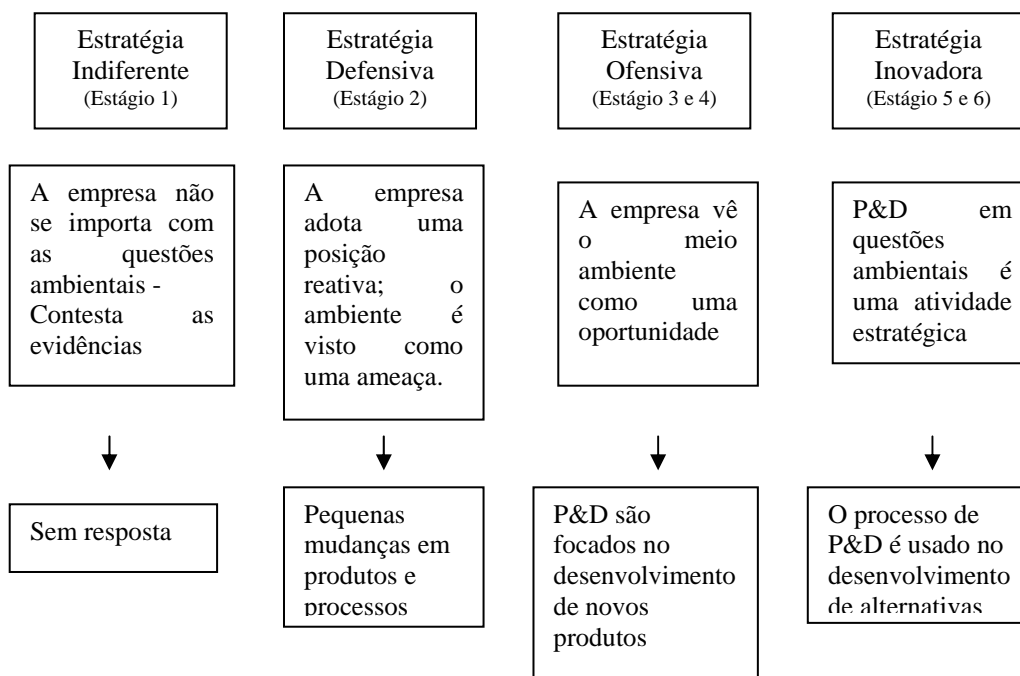 Estratégia
Indiferente
(Estágio 1)
Estratégia
Defensiva
(Estágio 2)
Estratégia
Ofensiva
(Estágio 3 e 4)
Estratégia
Inovadora
(Estágio 5 e 6)
A empresa não
se importa com
as questões
ambientais -
Contesta as
evidências
A empresa
adota uma
posição
reativa; o
ambiente é
visto como
uma ameaça.
A empresa vê
o meio
ambiente
como uma
oportunidade
P&D em
questões
ambientais é
uma atividade
estratégica
Sem resposta
Pequenas
mudanças em
produtos e
processos
P&D são
focados no
desenvolvimento
de novos
produtos
O processo de
P&D é usado no
desenvolvimento
de alternativas